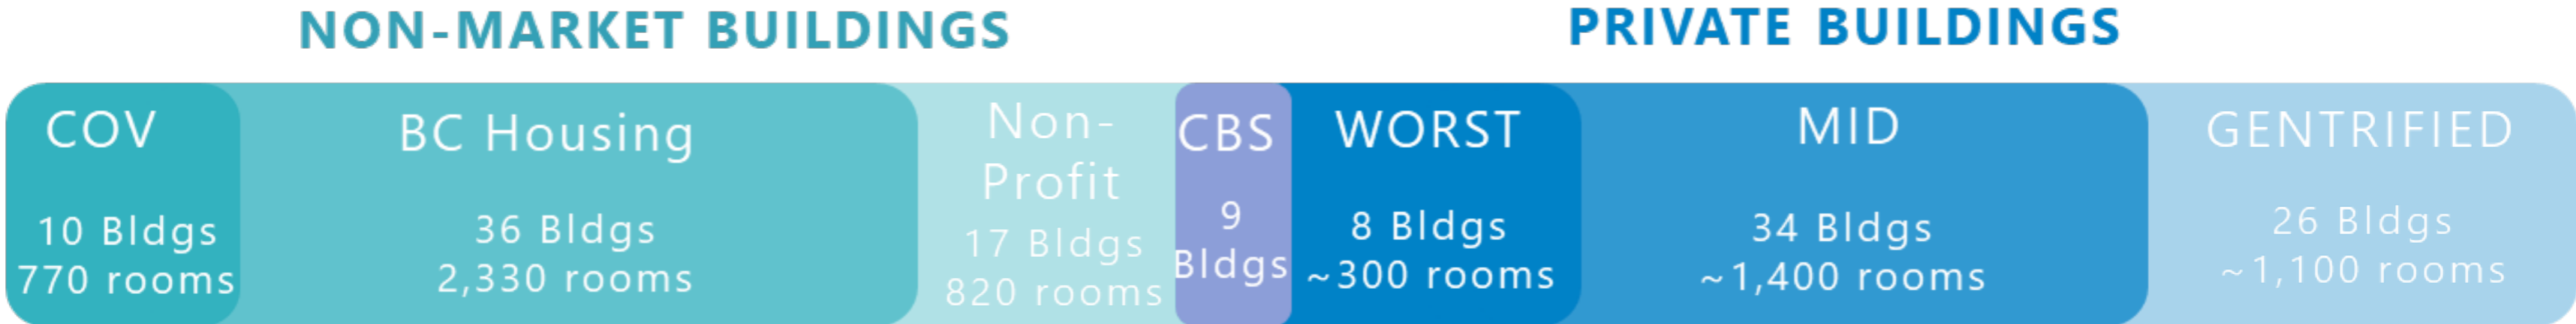 NON-MARKET BUILDINGS
PRIVATE BUILDINGS
COV
10 Bldgs
770 rooms
BC Housing
36 Bldgs
2,330 rooms
Non-
Profit
17 Bldgs
820 rooms
CBS
9
Bldgs
WORST
8 Bldgs
~300 rooms
MID
34 Bldgs
~1,400 rooms
GENTRIFIED
26 Bldgs
~1,100 rooms